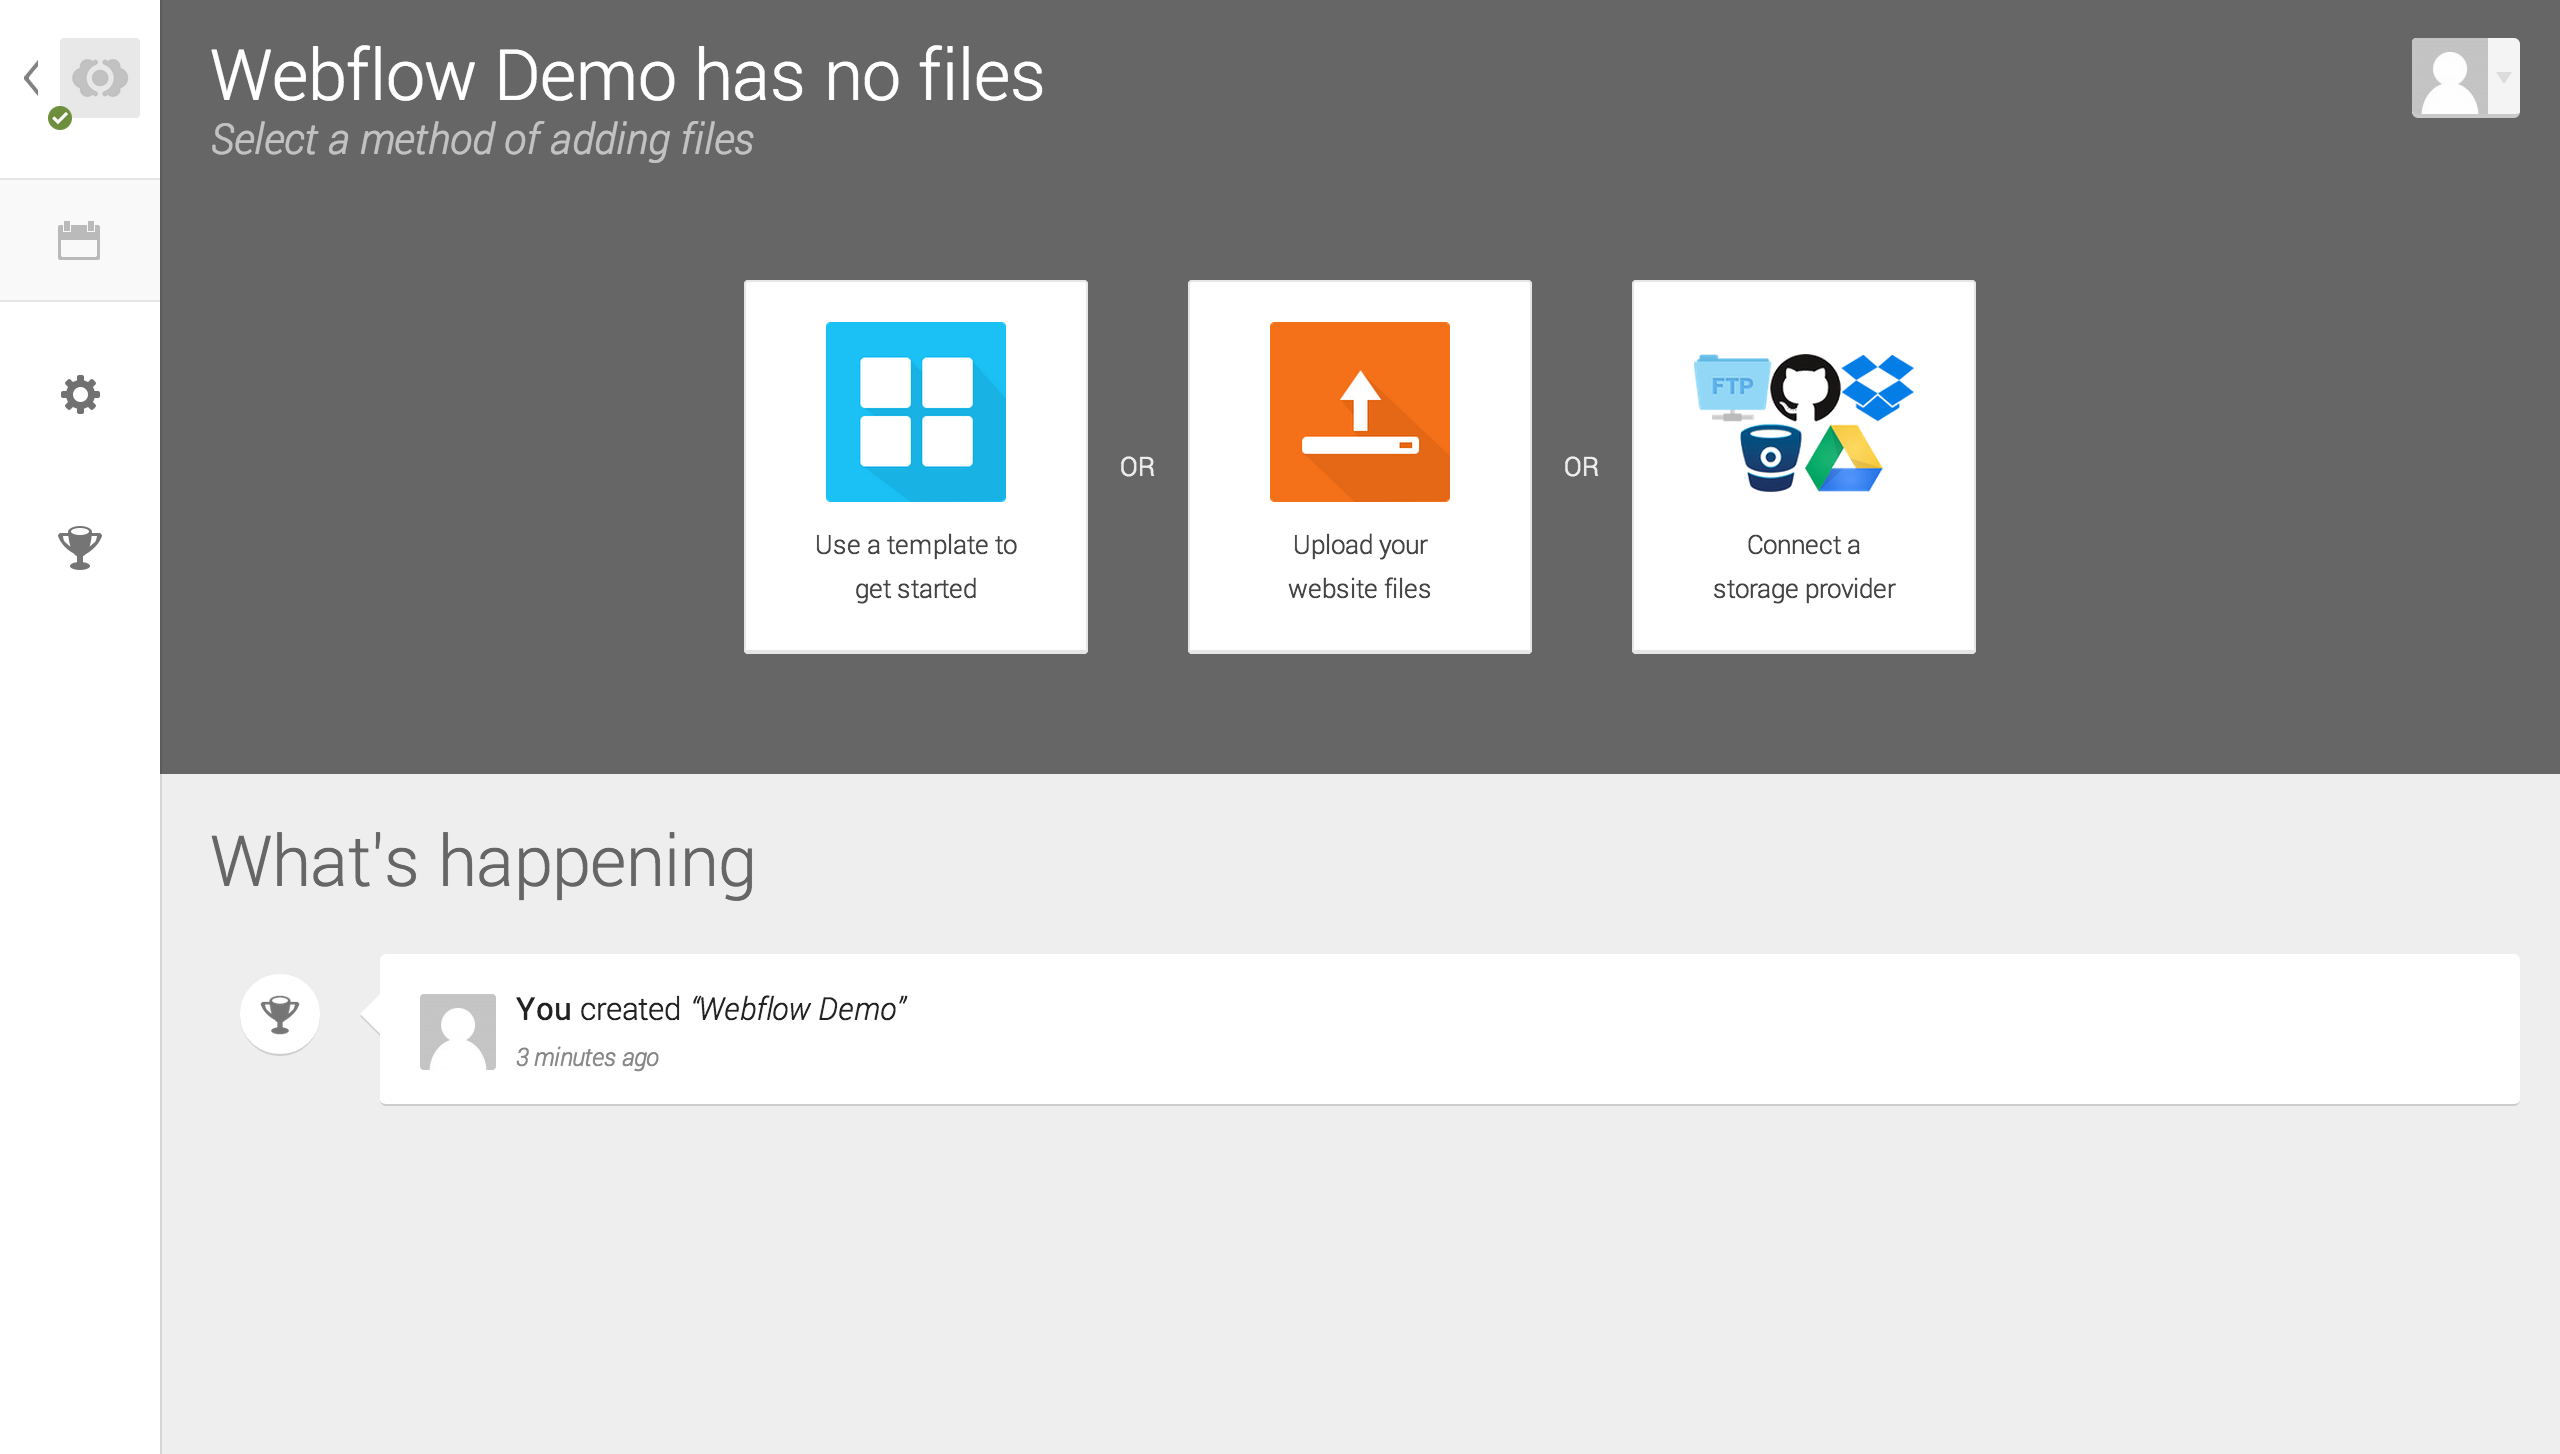 Webflow Demo has no files
Select a method of adding files
Use a template to
get started
OR
Upload your
website files
OR
FTP
Connect a
storage provider
What's happening
You created “Webflow Demo”
3 minutes ago